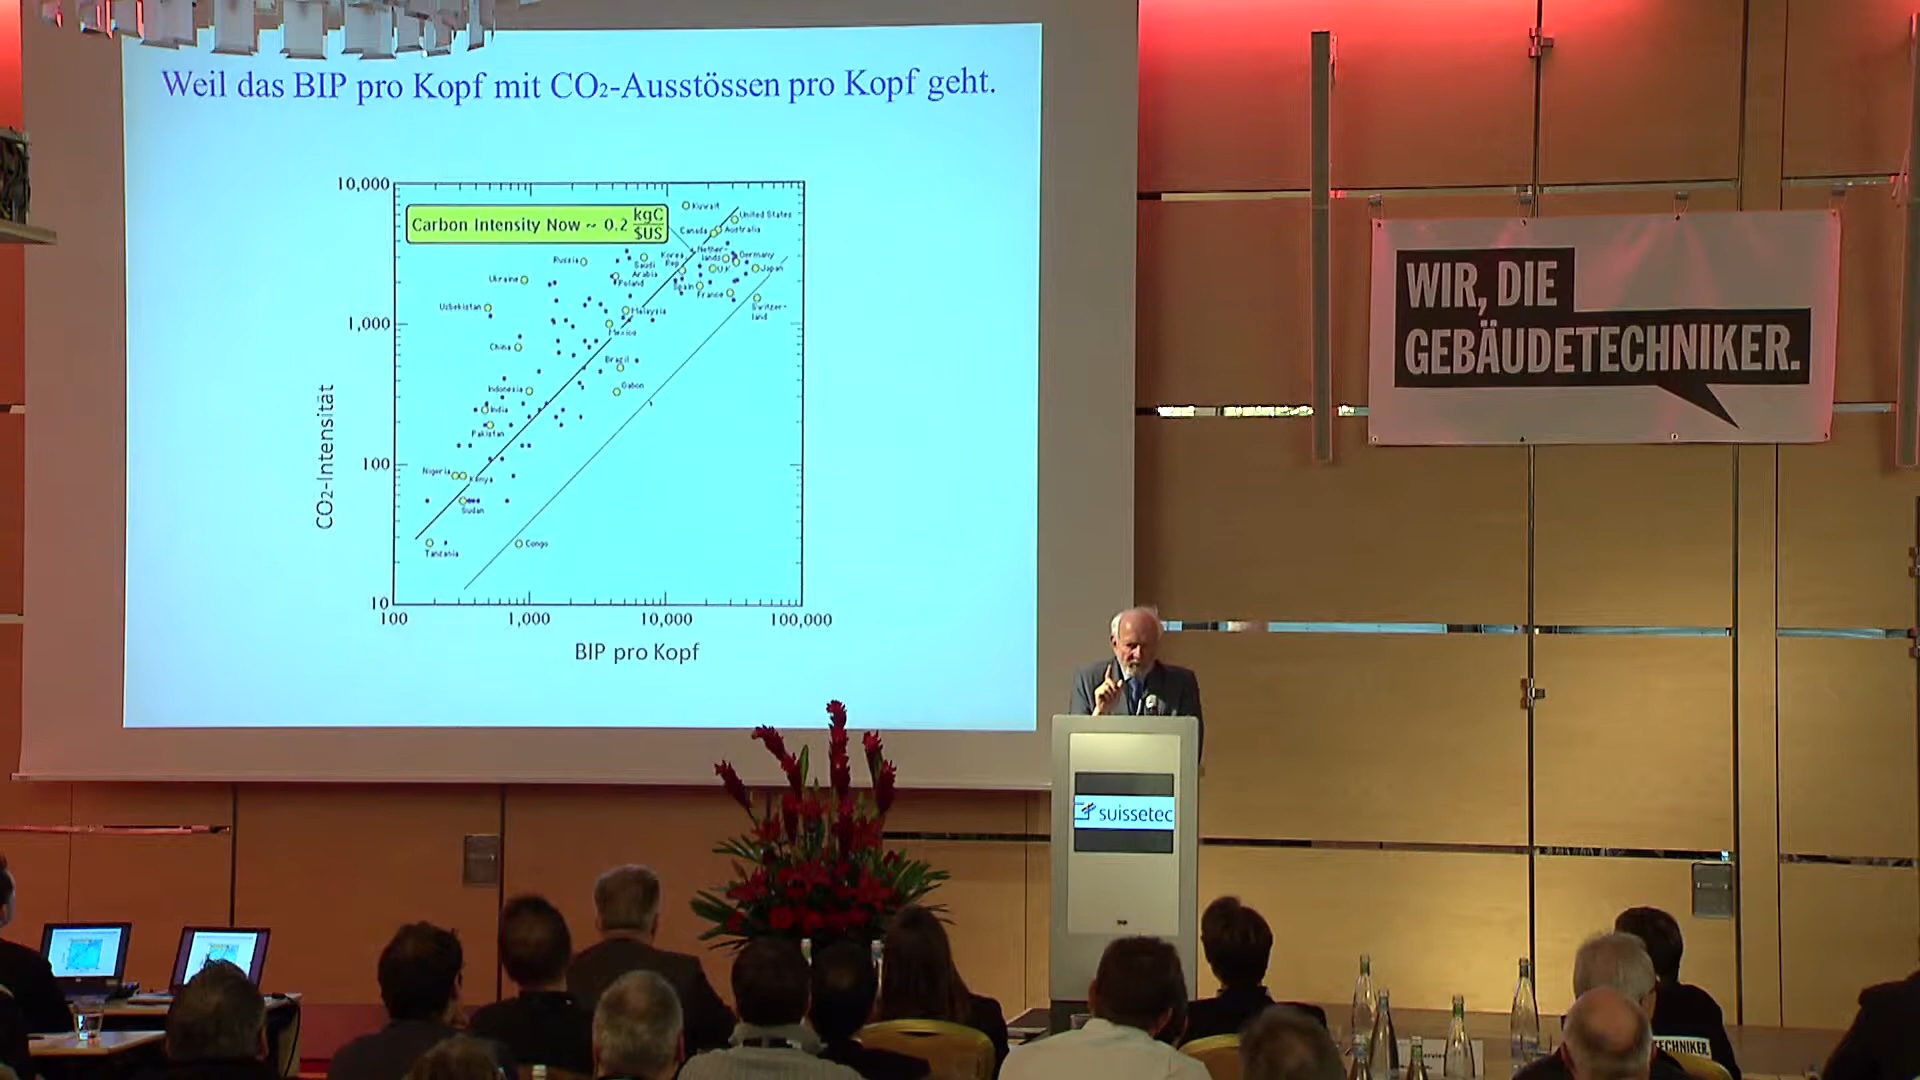 Weil das BIP pro Kopf mit CO2-Ausstössen pro Kopf geht.
10,000
Carbon Intensity Now ~ 0.2 kgC
$US
Kuwait
United States
Canada
Australia
Nether-
lands
Germany
Korea
Rep.
Russia
Saudi
Arabia
U.K.
Japan
Ukraine
Poland
Spain
France
Uzbekistan
Malaysia
Switzer-
land
1,000
Mexico
China
Brazil
Indonesia
Gabon
India
Pakistan
100
Nigeria
Kenya
Sudan
Tanzania
Congo
10
100
1,000
10,000
100,000
CO2-Intensität
BIP pro Kopf
WIR, DIE
GEBÄUDETECHNIKER.
suissetec
TECHNIKER.